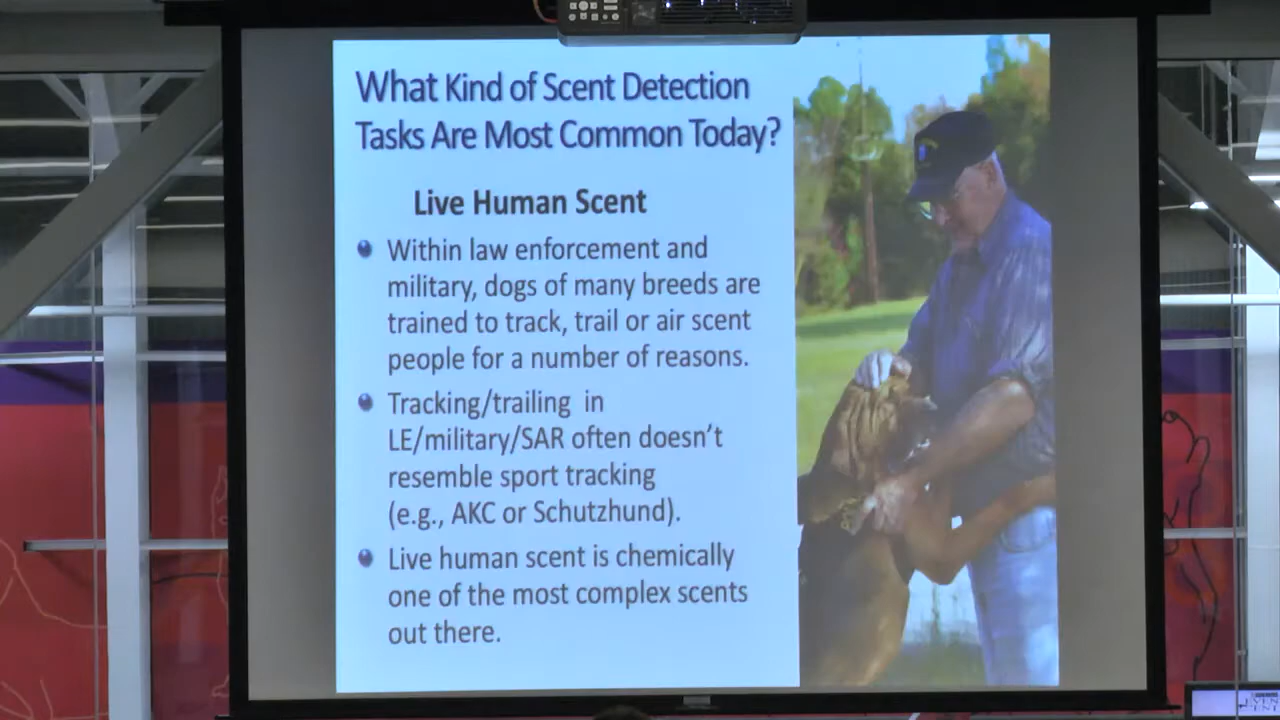 What Kind of Scent Detection
Tasks Are Most Common Today?
Live Human Scent
Within law enforcement and
military, dogs of many breeds are
trained to track, trail or air scent
people for a number of reasons.
Tracking/trailing in
LE/military/SAR often doesn't
resemble sport tracking
(e.g., AKC or Schutzhund).
Live human scent is chemically
one of the most complex scents
out there.